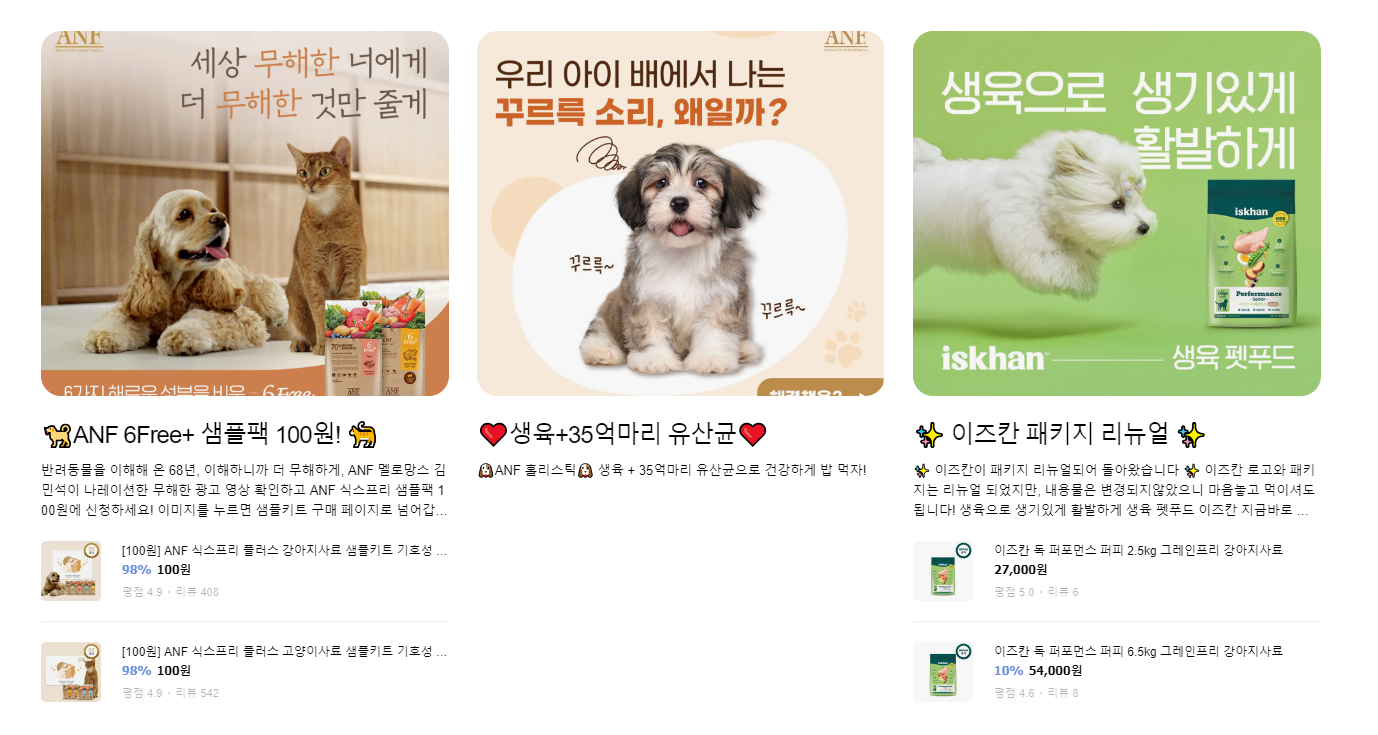 ANF
세상 무해한 너에게
더 무해한 것만 줄게
6가지 해로운 성분을 비운 6Free
ANF 6Free+ 샘플팩 100원!
반려동물을 이해해 온 68년, 이해하니까 더 무해하게, ANF 멜로망스 김
민석이 나레이션한 무해한 광고 영상 확인하고 ANF 식스프리 샘플팩 1
00원에 신청하세요! 이미지를 누르면 샘플키트 구매 페이지로 넘어갑...
[100원] ANF 식스프리 플러스 강아지사료 샘플키트 기호성 ...
98% 100원
평점 4.9 · 리뷰 408
[100원] ANF 식스프리 플러스 고양이사료 샘플키트 기호성 ...
98% 100원
평점 4.9 · 리뷰 542
ANF
우리 아이 배에서 나는
꾸르륵 소리, 왜일까?
꾸르륵~
꾸르륵~
해결책은?
❤️생육+35억마리 유산균❤️
ANF 홀리스틱 생육 + 35억마리 유산균으로 건강하게 밥 먹자!
생육으로 생기있게
활발하게
iskhan
Performance
Senior
iskhan 생육 펫푸드
✨ 이즈칸 패키지 리뉴얼 ✨
✨ 이즈칸이 패키지 리뉴얼되어 돌아왔습니다 ✨ 이즈칸 로고와 패키
지는 리뉴얼 되었지만, 내용물은 변경되지않았으니 마음놓고 먹이셔도
됩니다! 생육으로 생기있게 활발하게 생육 펫푸드 이즈칸 지금바로 ...
이즈칸 독 퍼포먼스 퍼피 2.5kg 그레인프리 강아지사료
27,000원
평점 5.0 · 리뷰 6
이즈칸 독 퍼포먼스 퍼피 6.5kg 그레인프리 강아지사료
10% 54,000원
평점 4.6 · 리뷰 8